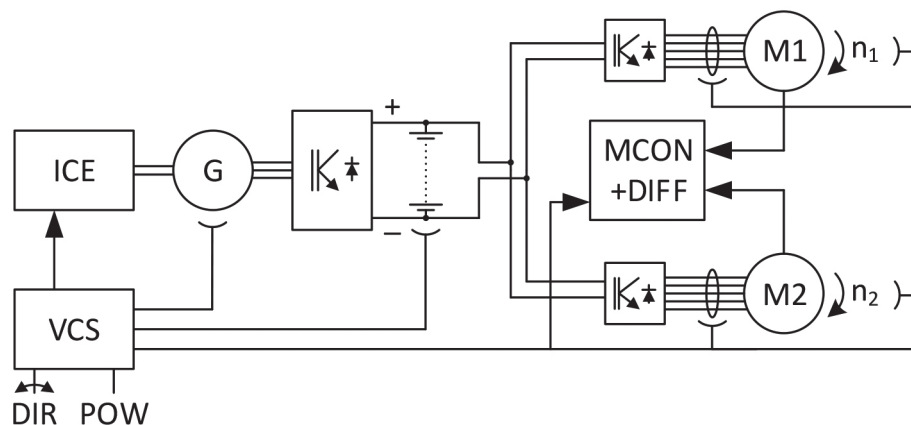 M1
n1
+
MCON
+DIFF
ICE
G
−
VCS
M2
n2
DIR POW